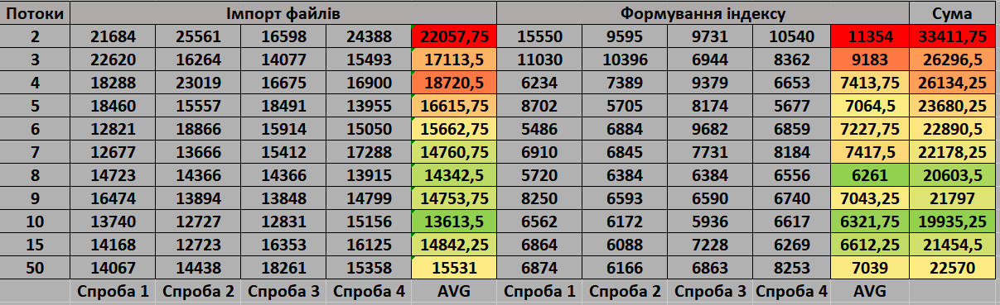 Потоки Імпорт файлів Формування індексу Сума
2 21684 25561 16598 24388 22057,75 15550 9595 9731 10540 11354 33411,75
3 22620 16264 14077 15493 17113,5 11030 10396 6944 8362 9183 26296,5
4 18288 23019 16675 16900 18720,5 6234 7389 9379 6653 7413,75 26134,25
5 18460 15557 18491 13955 16615,75 8702 5705 8174 5677 7064,5 23680,25
6 12821 18866 15914 15050 15662,75 5486 6884 9682 6859 7227,75 22890,5
7 12677 13666 15412 17288 14760,75 6910 6845 7731 8184 7417,5 22178,25
8 14723 14366 14366 13915 14342,5 5720 6384 6384 6556 6261 20603,5
9 16474 13894 13848 14799 14753,75 8250 6593 6590 6740 7043,25 21797
10 13740 12727 12831 15156 13613,5 6562 6172 5936 6617 6321,75 19935,25
15 14168 12723 16353 16125 14842,25 6864 6088 7228 6269 6612,25 21454,5
50 14067 14438 18261 15358 15531 6874 6166 6863 8253 7039 22570
Спроба 1 Спроба 2 Спроба 3 Спроба 4 AVG Спроба 1 Спроба 2 Спроба 3 Спроба 4 AVG